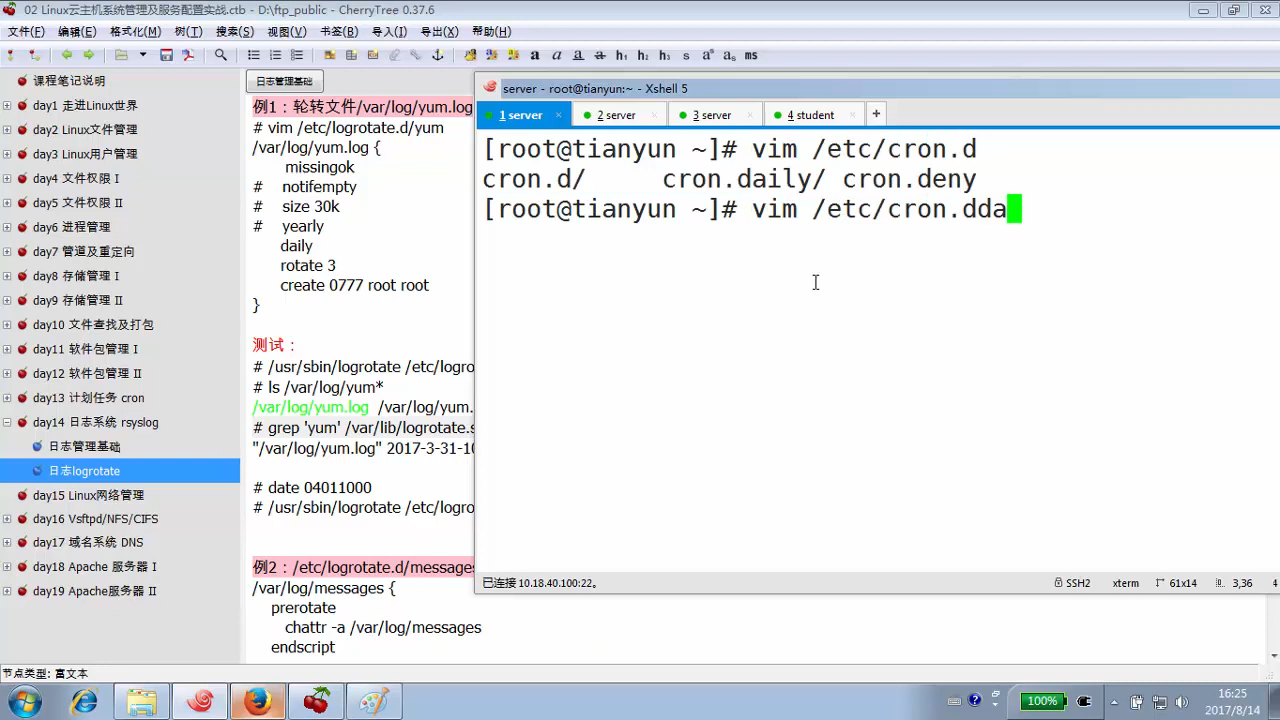 02 Linux云主机系统管理及服务配置实战.ctb - D:\ftp_public - CherryTree 0.37.6
文件(F) 编辑(E) 格式化(M) 树(T) 搜索(S) 视图(V) 书签(B) 导入(I) 导出(X) 帮助(H)
a a a a h₁ h₂ h₃ s aˢ aₛ ms
课程笔记说明
day1 走进Linux世界
day2 Linux文件管理
day3 Linux用户管理
day4 文件权限 I
day5 文件权限 II
day6 进程管理
day7 管道及重定向
day8 存储管理 I
day9 存储管理 II
day10 文件查找及打包
day11 软件包管理 I
day12 软件包管理 II
day13 计划任务 cron
day14 日志系统 rsyslog
日志管理基础
日志logrotate
day15 Linux网络管理
day16 Vsftpd/NFS/CIFS
day17 域名系统 DNS
day18 Apache 服务器 I
day19 Apache服务器 II
日志管理基础
例1：轮转文件/var/log/yum.log
# vim /etc/logrotate.d/yum
/var/log/yum.log {
missingok
# notifempty
# size 30k
# yearly
daily
rotate 3
create 0777 root root
}
测试：
# /usr/sbin/logrotate /etc/logro
# ls /var/log/yum*
/var/log/yum.log /var/log/yum.
# grep 'yum' /var/lib/logrotate.s
"/var/log/yum.log" 2017-3-31-10
# date 04011000
# /usr/sbin/logrotate /etc/logro
例2：/etc/logrotate.d/messages
/var/log/messages {
prerotate
chattr -a /var/log/messages
endscript
server - root@tianyun:~ - Xshell 5
1 server × 2 server × 3 server × 4 student × +
[root@tianyun ~]# vim /etc/cron.d
cron.d/ cron.daily/ cron.deny
[root@tianyun ~]# vim /etc/cron.dda
已连接 10.18.40.100:22。 SSH2 xterm 61x14 3,36 4
节点类型: 富文本
100%
16:25
2017/8/14